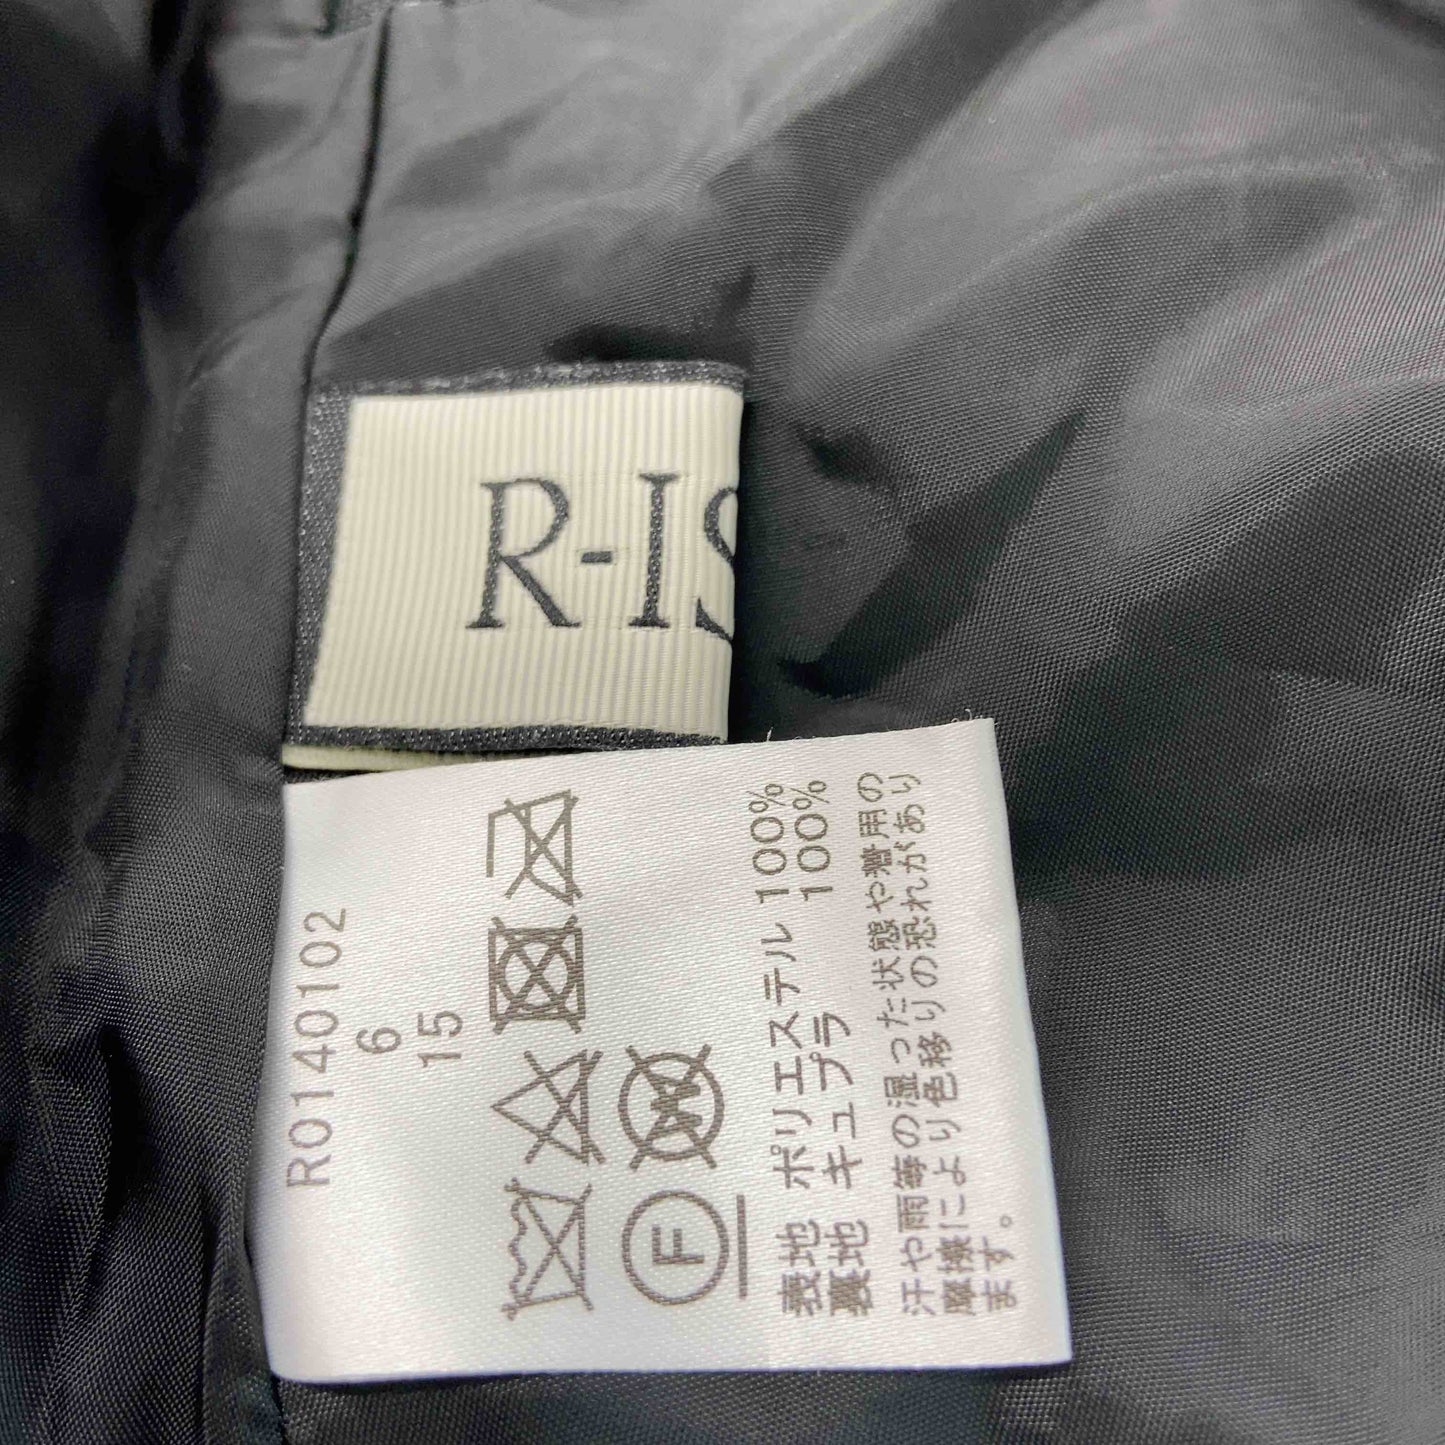 R-IS
R0140102
6
15
F
W
表地 ポリエステル 100%
裏地 キュプラ 100%
汗や雨等の湿った状態や着用の
摩擦により色移りの恐れがあり
ます。